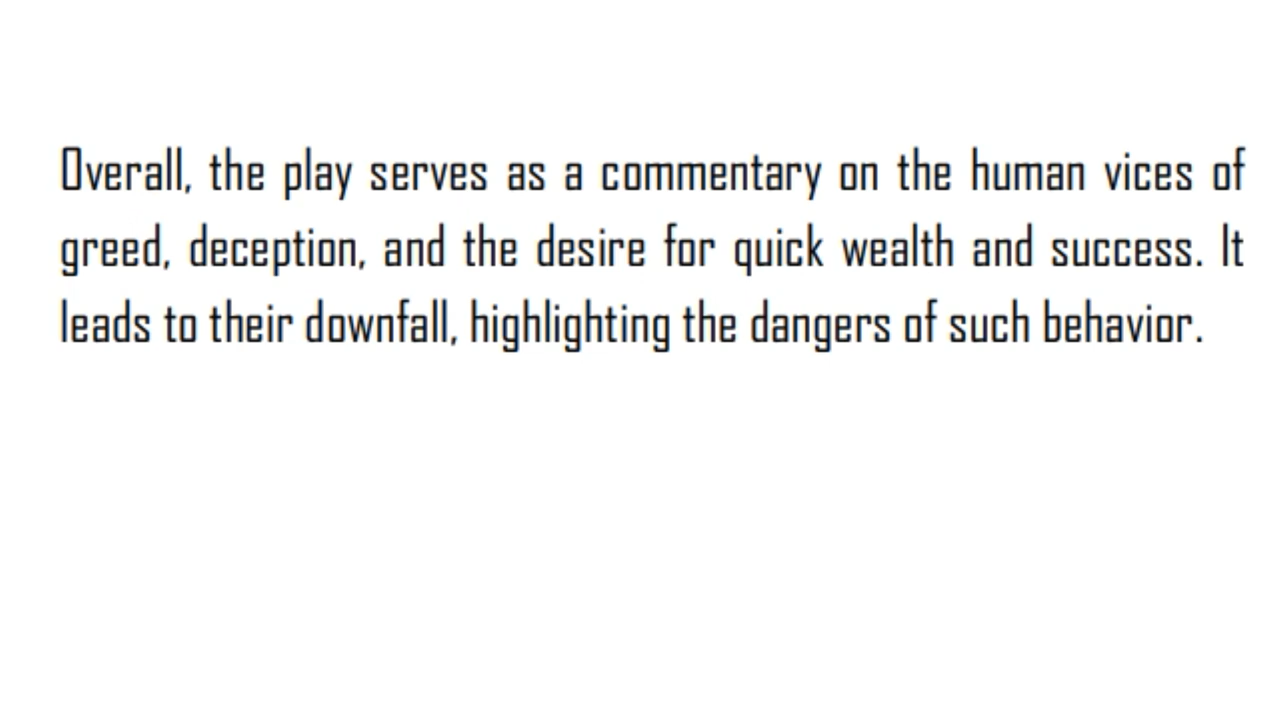 Overall, the play serves as a commentary on the human vices of
greed, deception, and the desire for quick wealth and success. It
leads to their downfall, highlighting the dangers of such behavior.